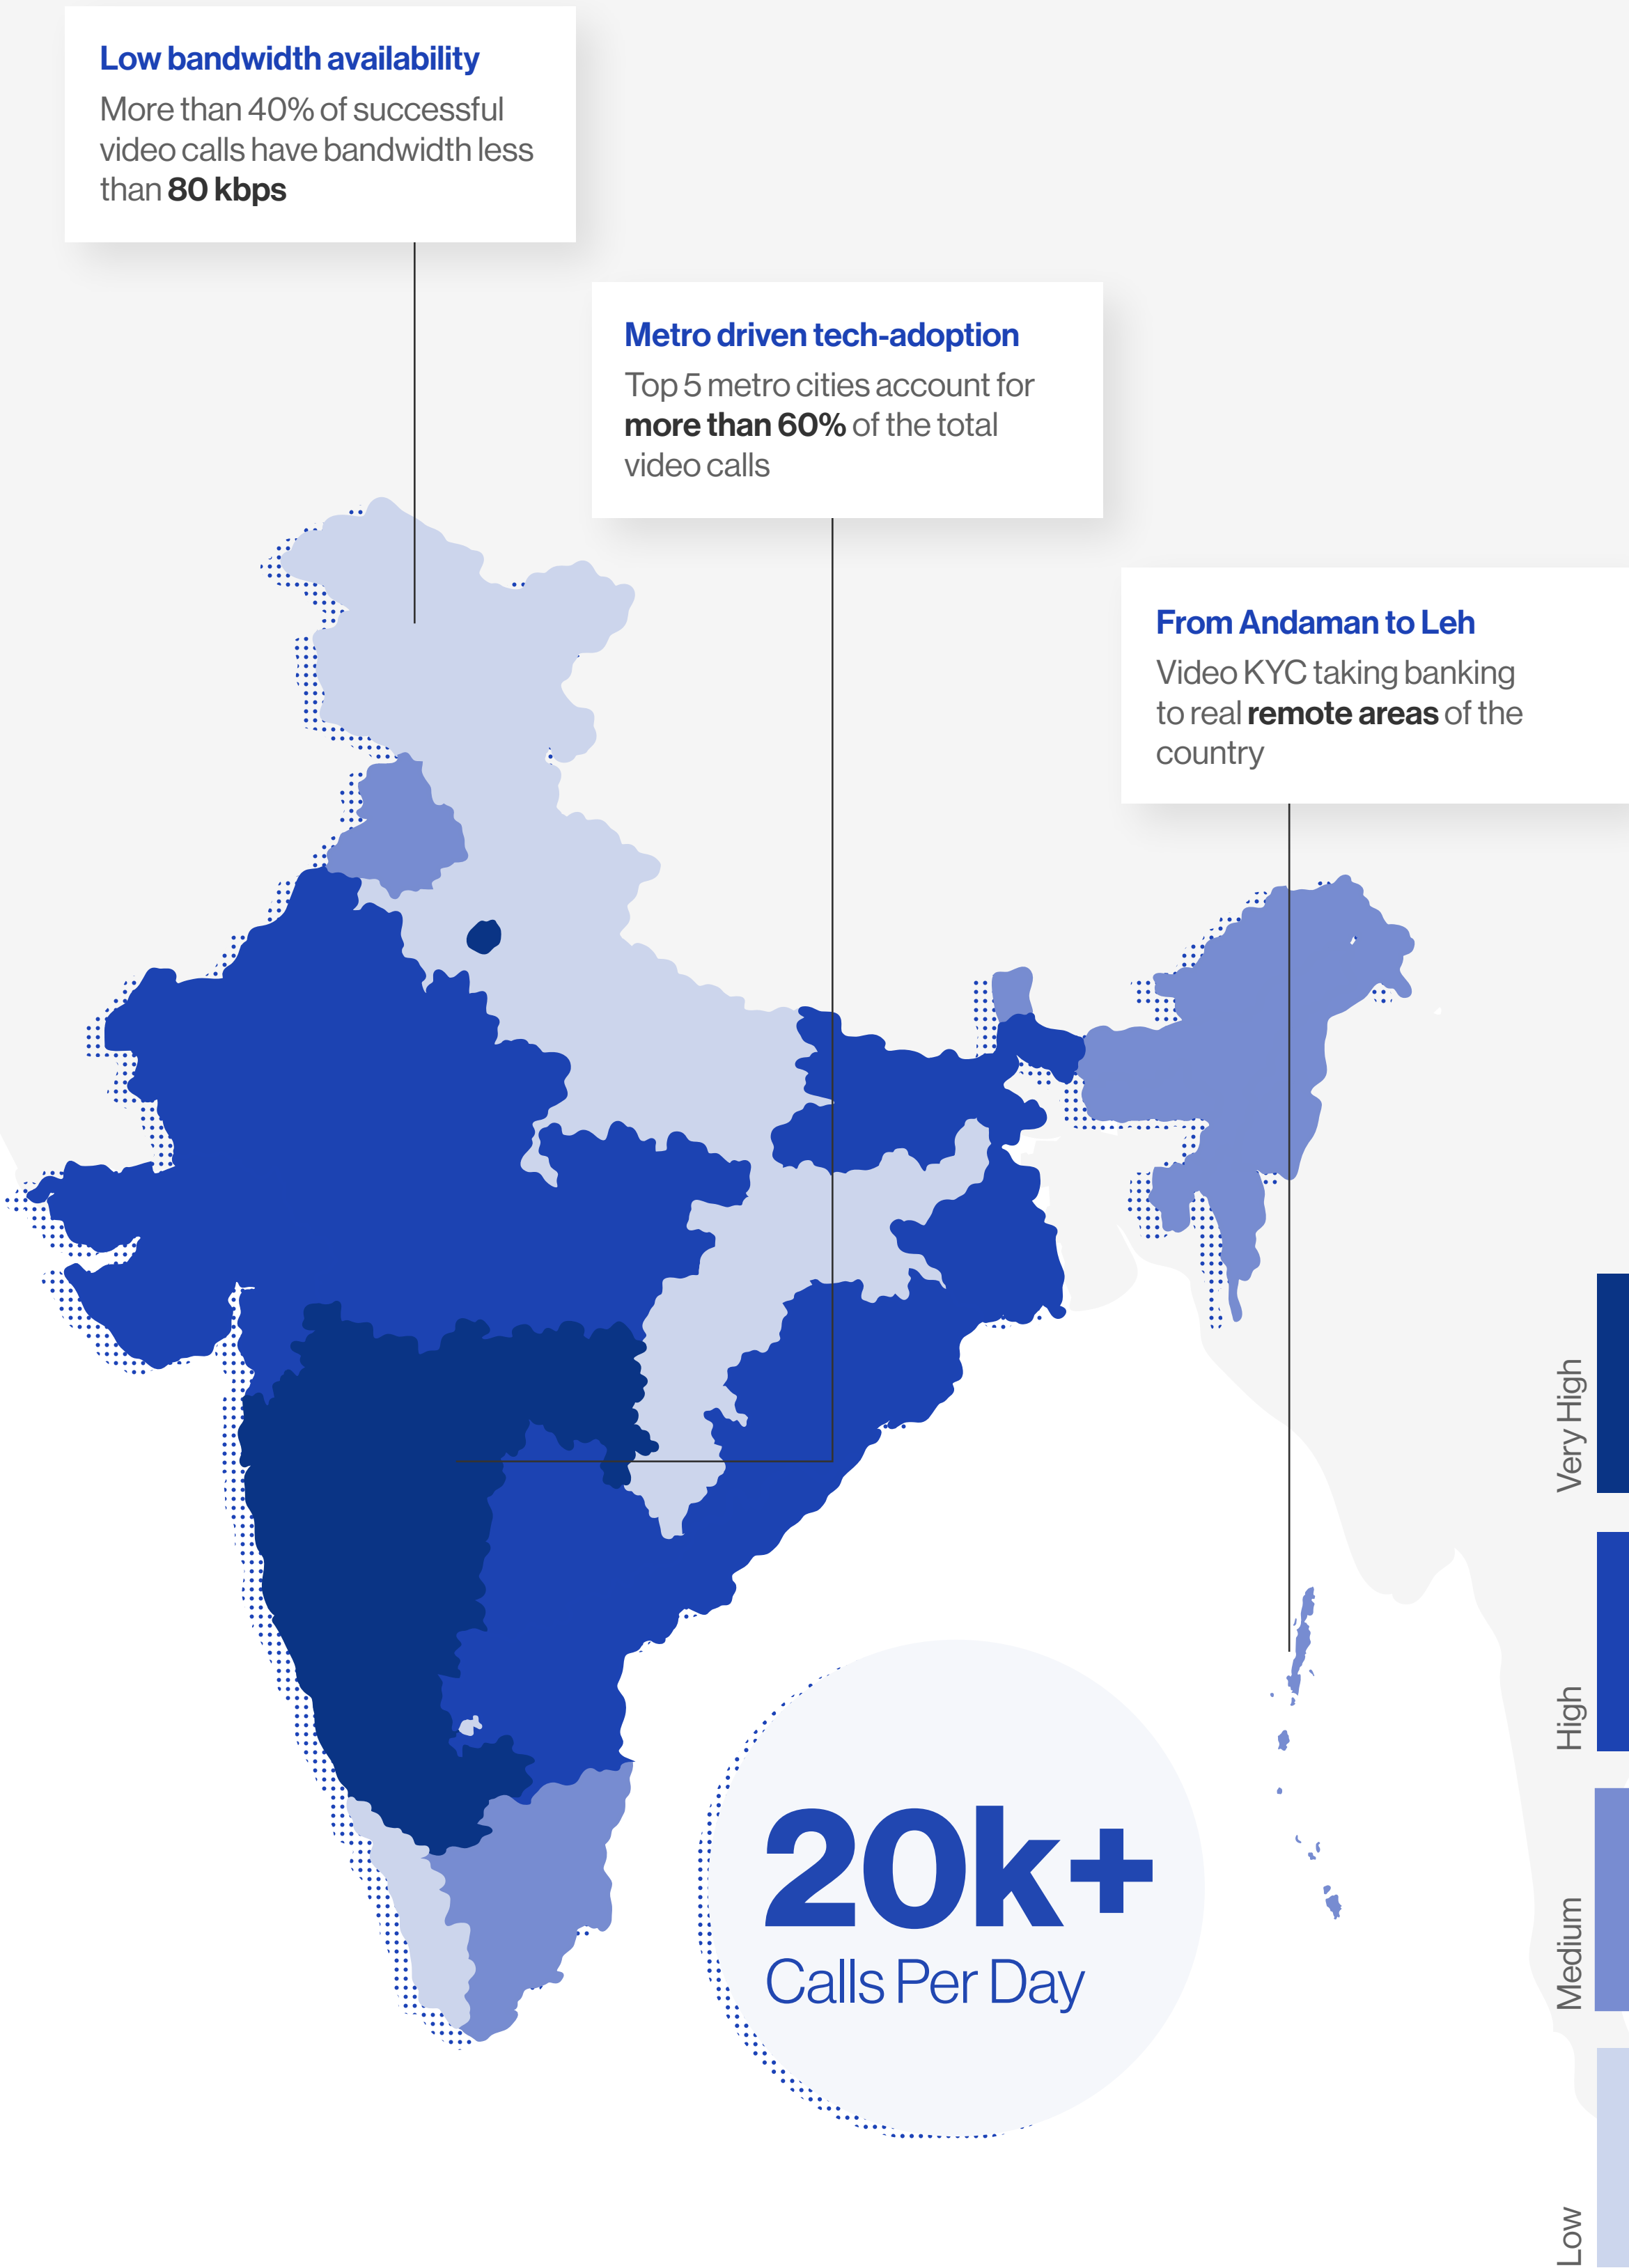 Low bandwidth availability
More than 40% of successful
video calls have bandwidth less
than 80 kbps
Metro driven tech-adoption
Top 5 metro cities account for
more than 60% of the total
video calls
From Andaman to Leh
Video KYC taking banking
to real remote areas of the
country
Very High
High
Medium
Low
20k+
Calls Per Day